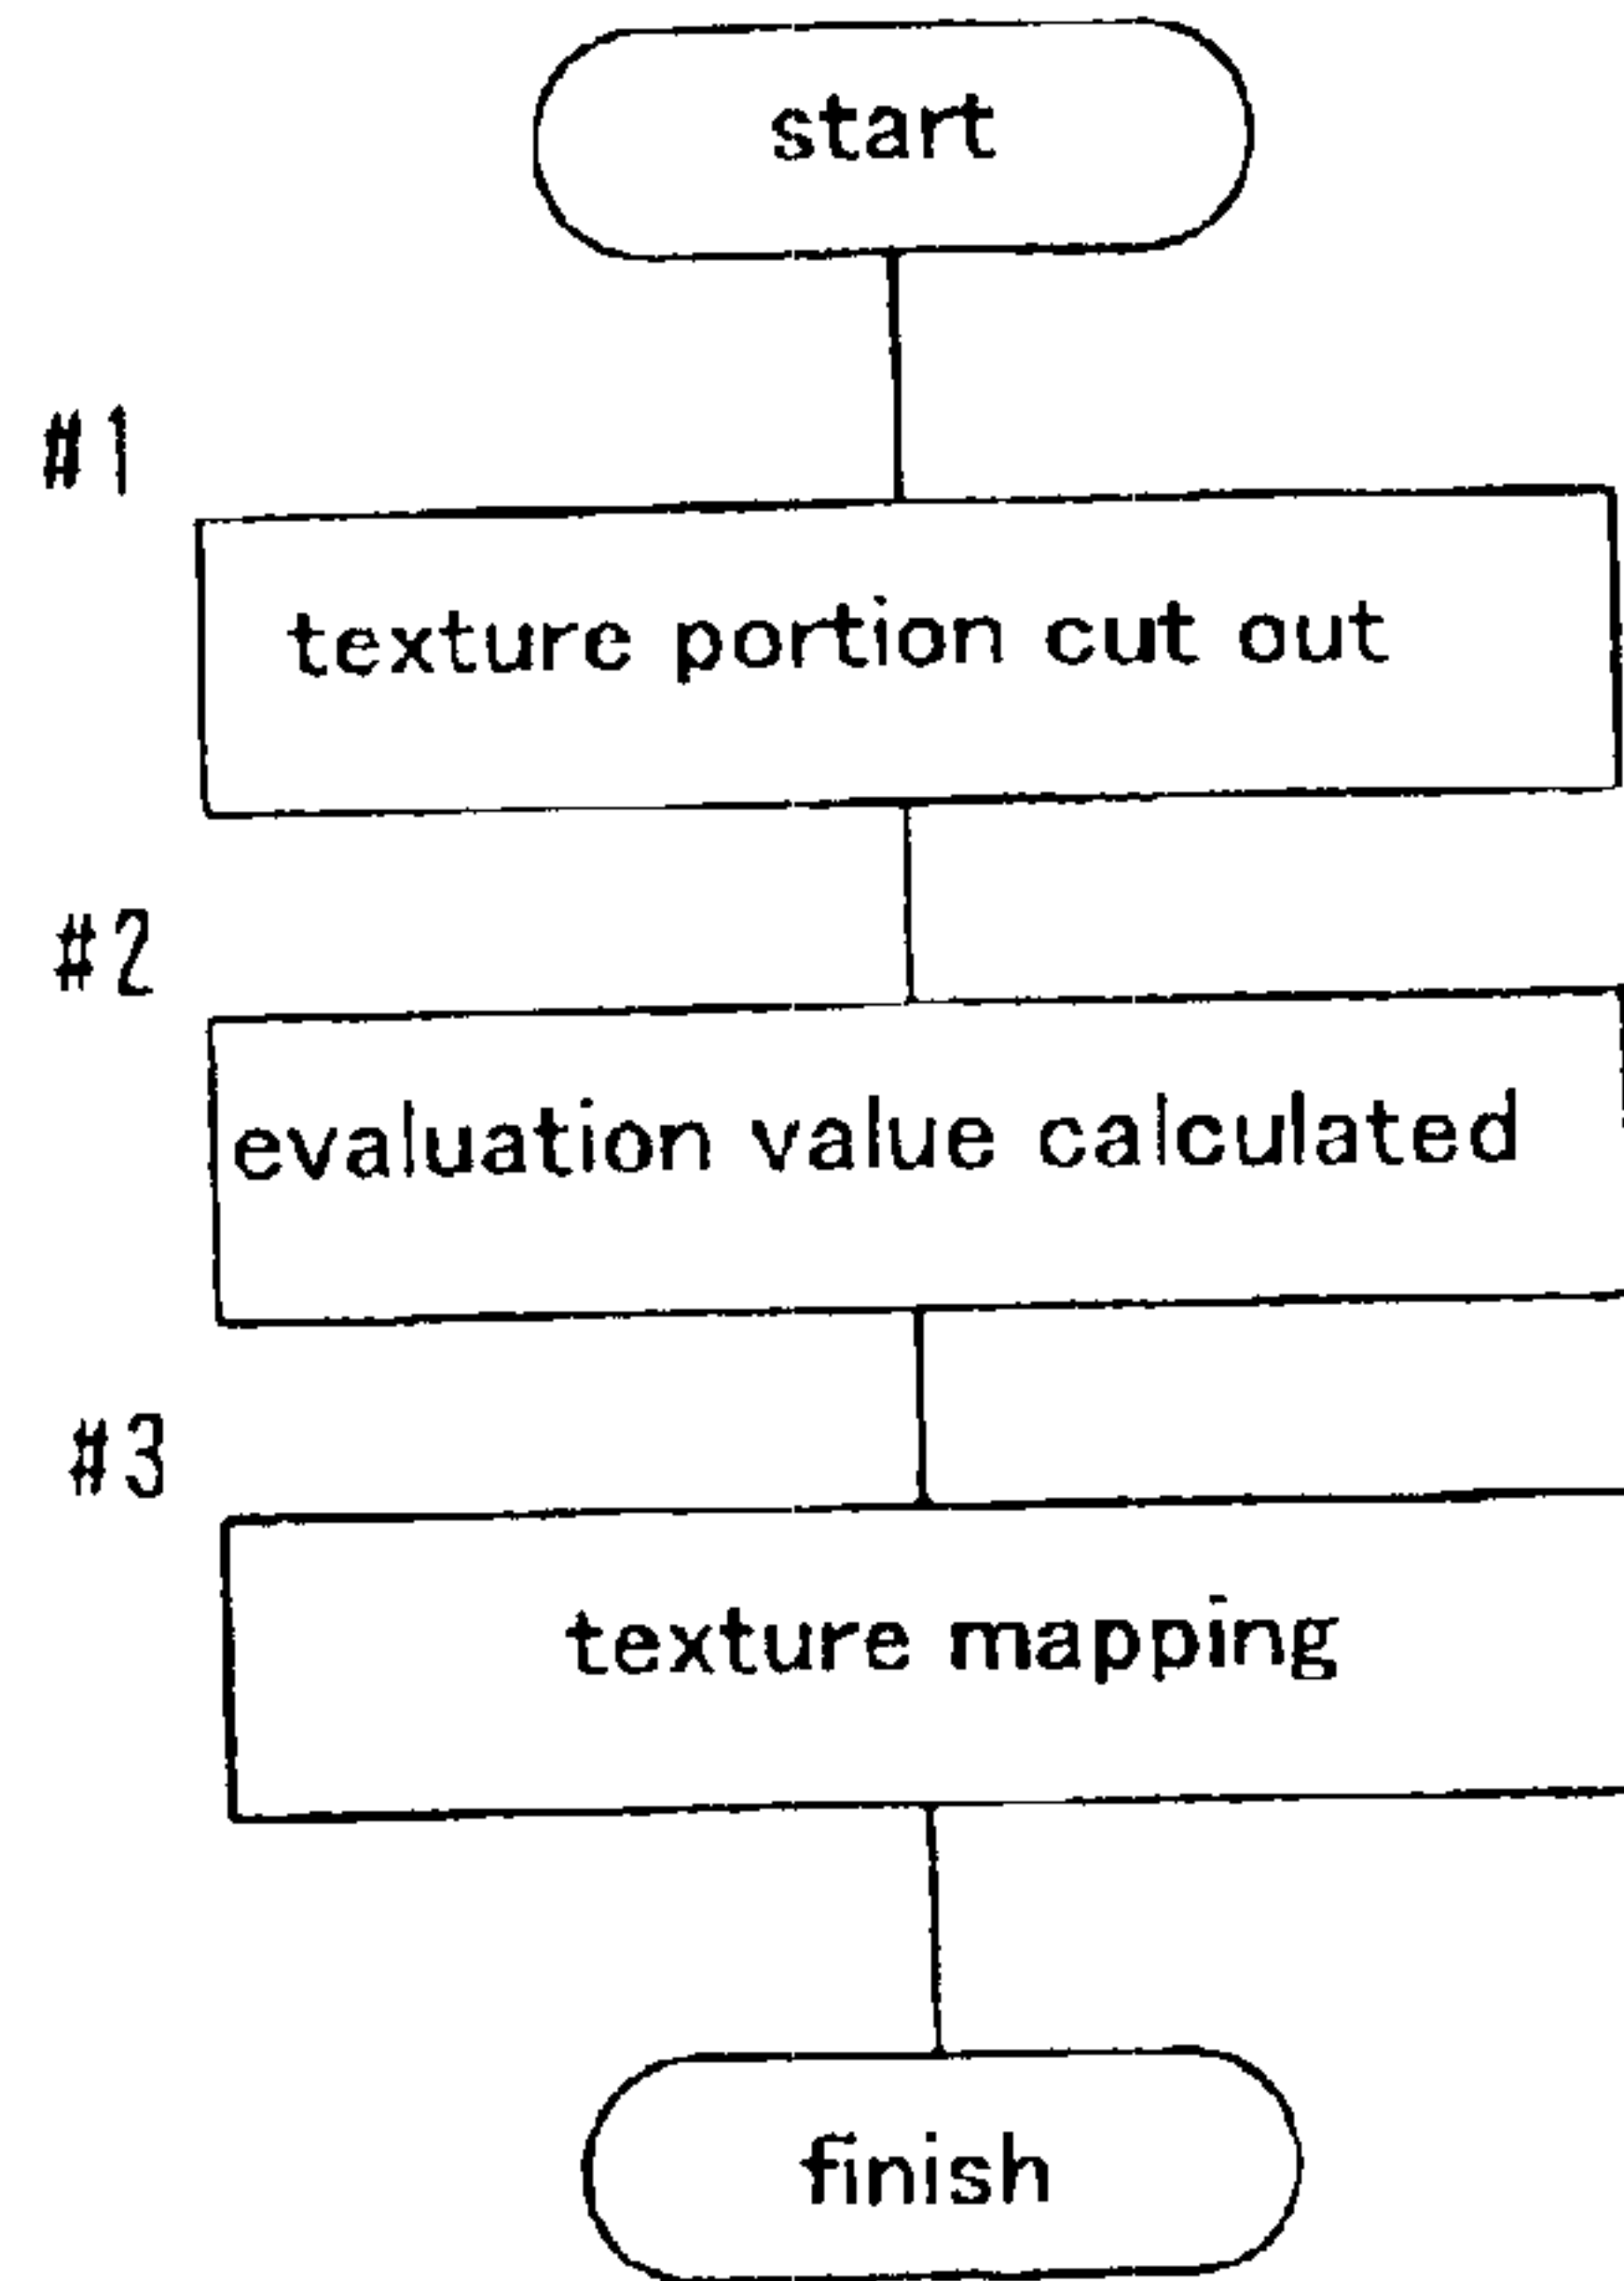 start
#1
texture portion cut out
#2
evaluation value calculated
#3
texture mapping
finish